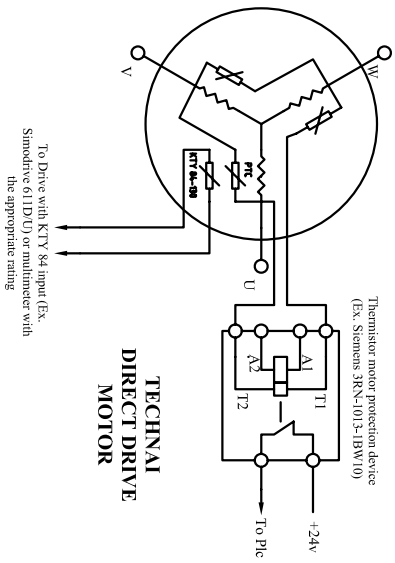 W
V
PTC
KTY 84-130
U
To Drive with KTY 84 input (Ex.
Simodrive 611D/U) or multimeter with
the appropriate rating
Thermistor motor protection device
(Ex. Siemens 3RN-1013-1BW10)
A1
A2
T1
T2
TECHNAI
DIRECT DRIVE
MOTOR
+24v
To Plc